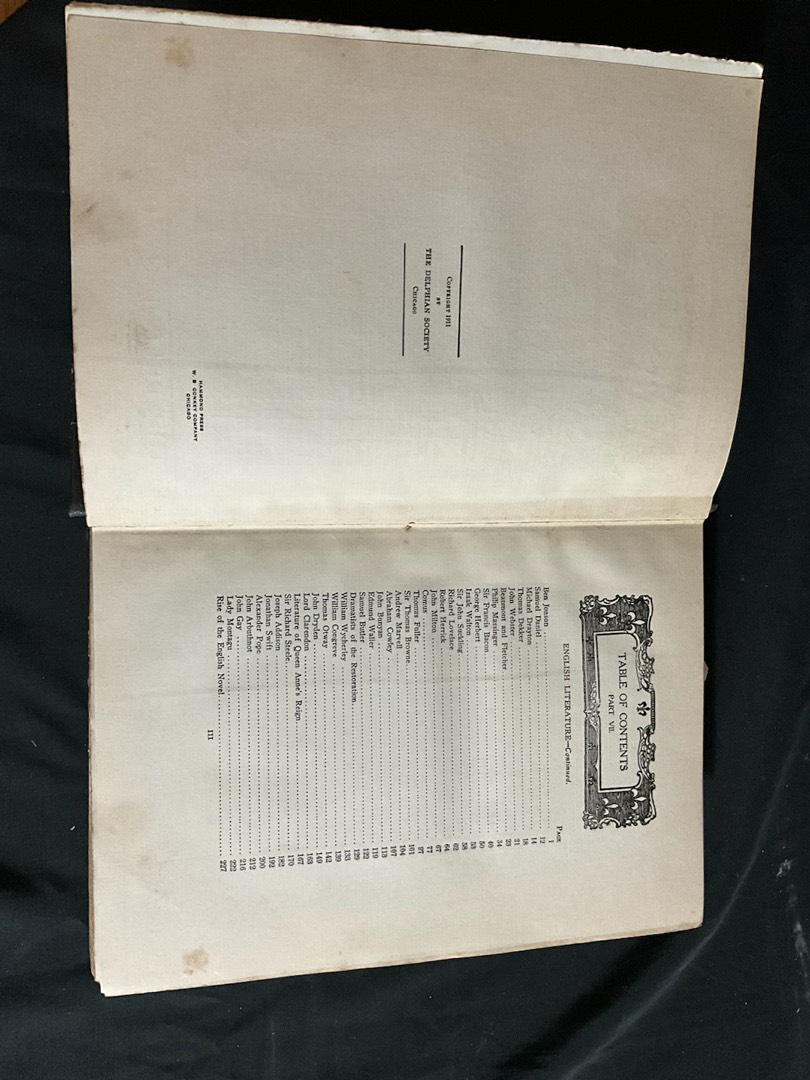 COPYRIGHT 1911
BY
THE DELPHIAN SOCIETY
CHICAGO
HAMMOND PRESS
W. B. CONKEY COMPANY
CHICAGO
TABLE OF CONTENTS
PART VII.
ENGLISH LITERATURE—Continued.
PAGE
Ben Jonson 1
Samuel Daniel 12
Michael Drayton 14
Thomas Dekker 18
John Webster 21
Beaumont and Fletcher 23
Philip Massinger 34
Sir Francis Bacon 40
George Herbert 50
Izaak Walton 53
Sir John Suckling 58
Richard Lovelace 62
Robert Herrick 64
John Milton 67
Comus 77
Thomas Fuller 97
Sir Thomas Browne 101
Andrew Marvell 104
Abraham Cowley 107
John Bunyan 113
Edmund Waller 119
Samuel Butler 122
Dramatists of the Restoration 129
William Wycherley 133
William Congreve 139
Thomas Otway 142
John Dryden 149
Lord Clarendon 163
Literature of Queen Anne's Reign 167
Sir Richard Steele 170
Joseph Addison 182
Jonathan Swift 192
Alexander Pope 200
John Arbuthnot 212
John Gay 216
Lady Montagu 222
Rise of the English Novel 227
III